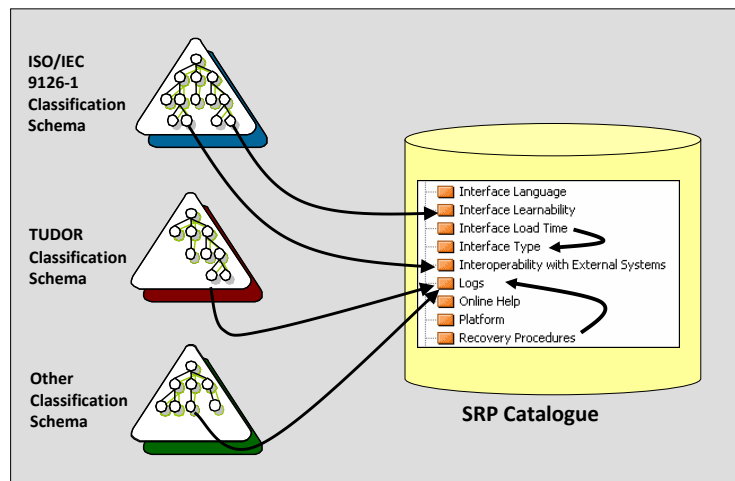 ISO/IEC
9126-1
Classification
Schema
TUDOR
Classification
Schema
Other
Classification
Schema
Interface Language
Interface Learnability
Interface Load Time
Interface Type
Interoperability with External Systems
Logs
Online Help
Platform
Recovery Procedures
SRP Catalogue